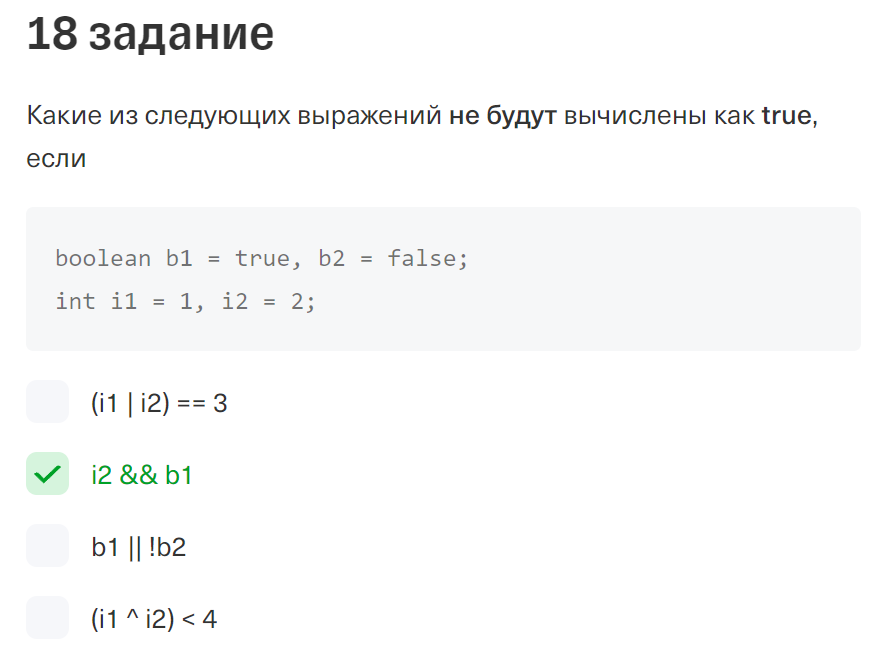 18 задание
Какие из следующих выражений не будут вычислены как true,
если
boolean b1 = true, b2 = false;
int i1 = 1, i2 = 2;
(i1 | i2) == 3
i2 && b1
b1 || !b2
(i1 ^ i2) < 4